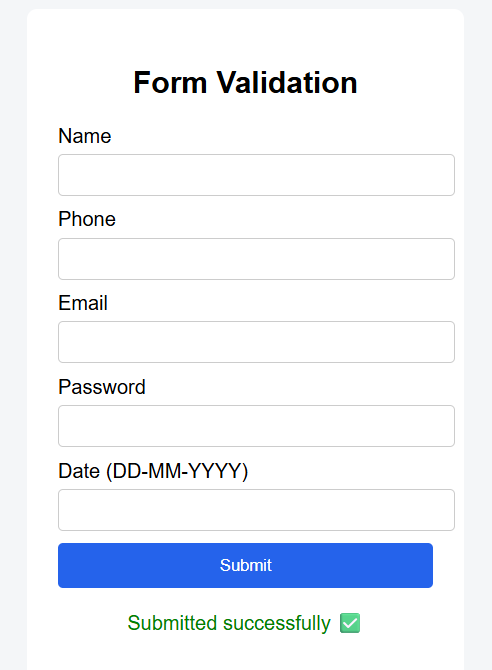 Form Validation
Name
Phone
Email
Password
Date (DD-MM-YYYY)
Submit
Submitted successfully ✅